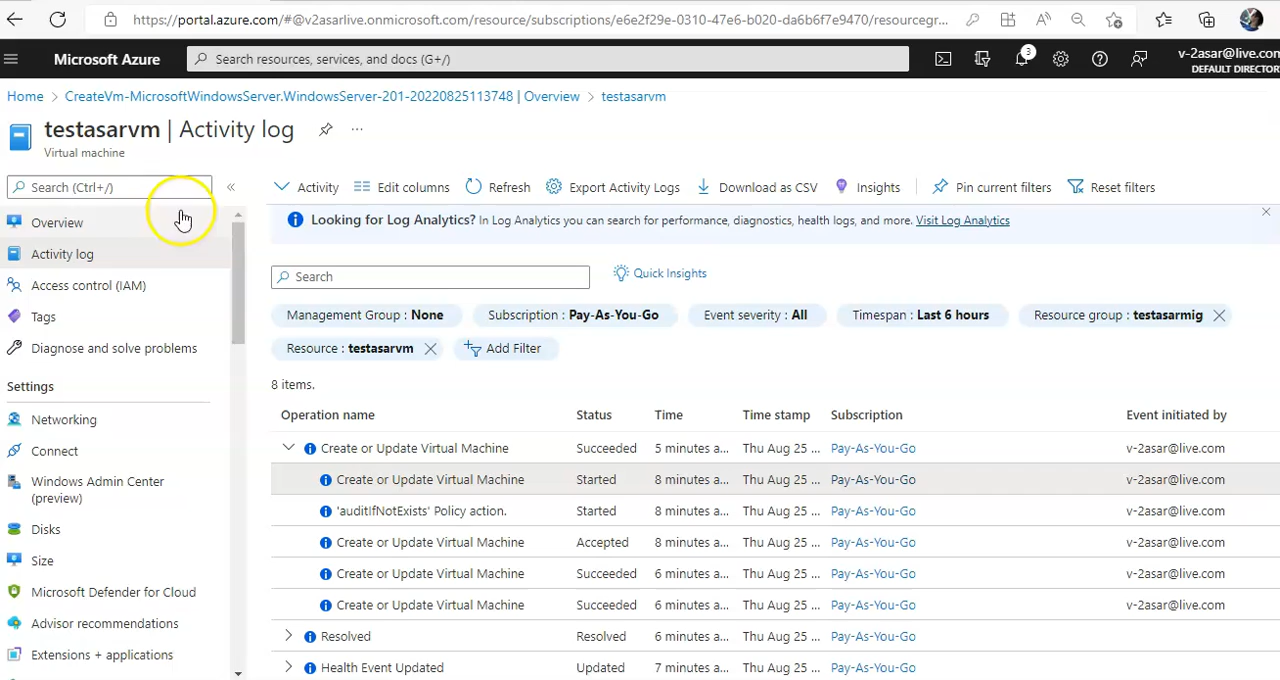 https://portal.azure.com/#@v2asarlive.onmicrosoft.com/resource/subscriptions/e6e2f29e-0310-47e6-b020-da6b6f7e9470/resourcegr...
Microsoft Azure
Search resources, services, and docs (G+/)
3
v-2asar@live.com
DEFAULT DIRECTOR
Home > CreateVm-MicrosoftWindowsServer.WindowsServer-201-20220825113748 | Overview > testasarvm
testasarvm | Activity log
Virtual machine
Search (Ctrl+/)
«
Activity Edit columns Refresh Export Activity Logs Download as CSV Insights Pin current filters Reset filters
Overview
Activity log
Access control (IAM)
Tags
Diagnose and solve problems
Settings
Networking
Connect
Windows Admin Center
(preview)
Disks
Size
Microsoft Defender for Cloud
Advisor recommendations
Extensions + applications
Looking for Log Analytics? In Log Analytics you can search for performance, diagnostics, health logs, and more. Visit Log Analytics
Search
Quick Insights
Management Group : None Subscription : Pay-As-You-Go Event severity : All Timespan : Last 6 hours Resource group : testasarmig
Resource : testasarvm Add Filter
8 items.
Operation name Status Time Time stamp Subscription Event initiated by
Create or Update Virtual Machine Succeeded 5 minutes a... Thu Aug 25 ... Pay-As-You-Go v-2asar@live.com
Create or Update Virtual Machine Started 8 minutes a... Thu Aug 25 ... Pay-As-You-Go v-2asar@live.com
'auditIfNotExists' Policy action. Started 8 minutes a... Thu Aug 25 ... Pay-As-You-Go v-2asar@live.com
Create or Update Virtual Machine Accepted 8 minutes a... Thu Aug 25 ... Pay-As-You-Go v-2asar@live.com
Create or Update Virtual Machine Succeeded 6 minutes a... Thu Aug 25 ... Pay-As-You-Go v-2asar@live.com
Create or Update Virtual Machine Succeeded 6 minutes a... Thu Aug 25 ... Pay-As-You-Go v-2asar@live.com
Resolved Resolved 6 minutes a... Thu Aug 25 ... Pay-As-You-Go
Health Event Updated Updated 7 minutes a... Thu Aug 25 ... Pay-As-You-Go